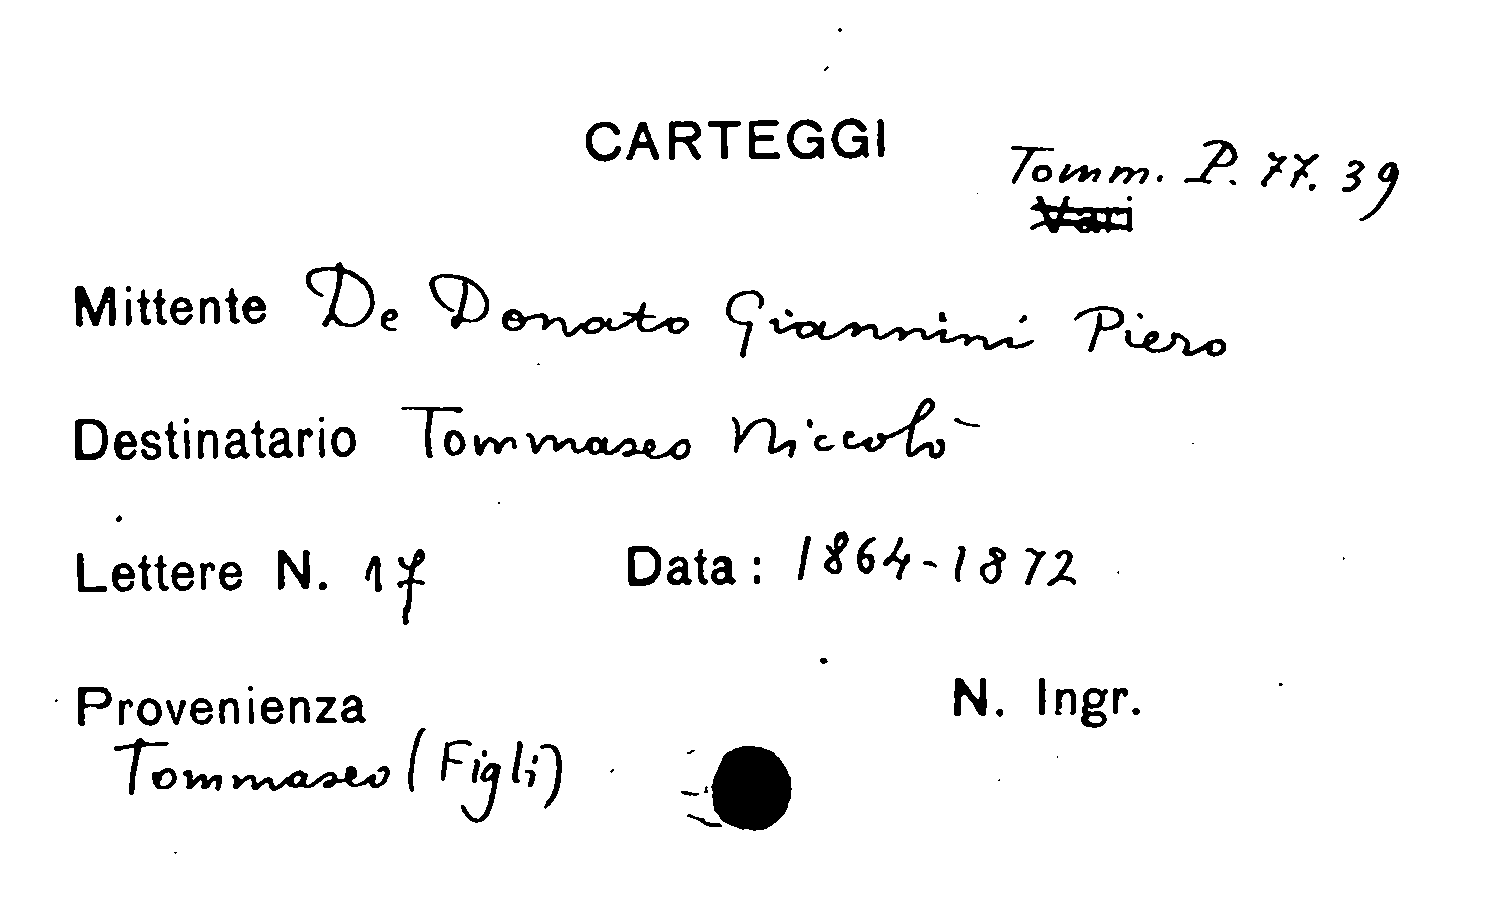 CARTEGGI
Tomm. P. 77. 39
Vari
Mittente De Donato Giannini Piero
Destinatario Tommaseo Niccolò
Lettere N. 17 Data: 1864-1872
Provenienza N. Ingr.
Tommaseo (Figli)